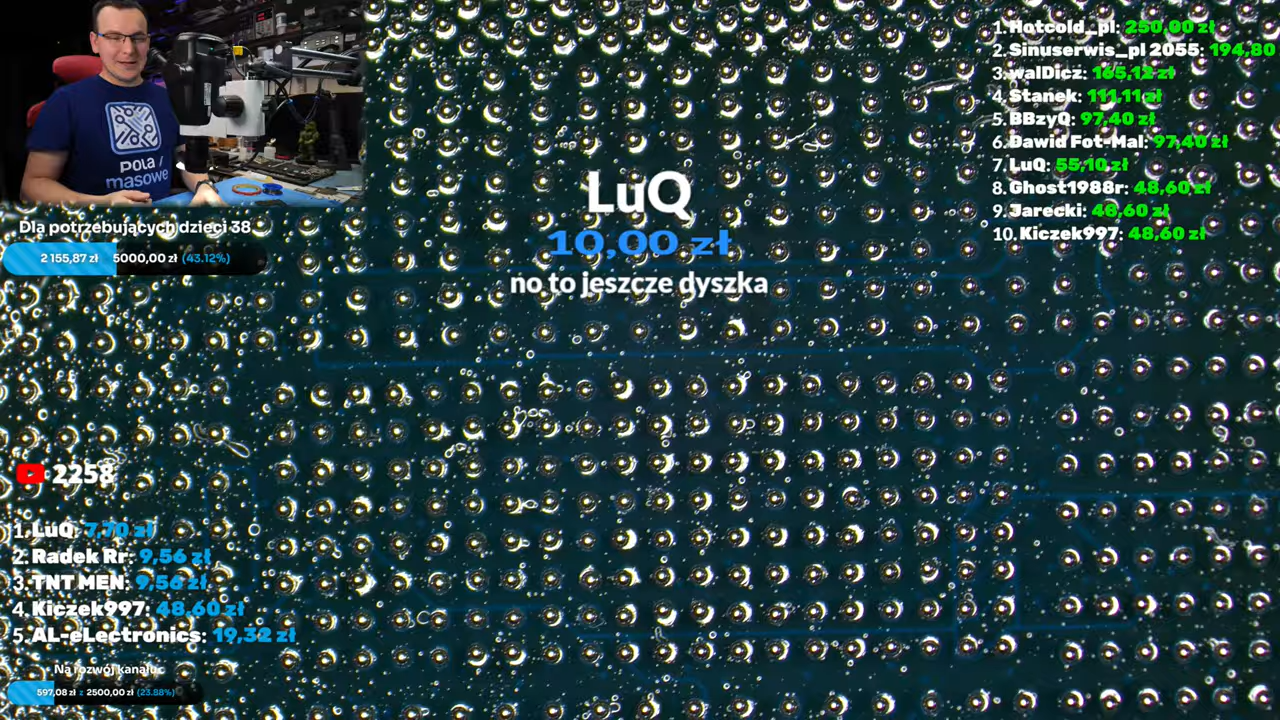 pola
masowe
Dla potrzebujących dzieci 38
2 155,87 zł 5000,00 zł (43.12%)
LuQ
10,00 zł
no to jeszcze dyszka
1. Hotcold_pl: 250,00 zł
2. Sinuserwis_pl 2055: 194,80
3. walDicz: 165,12 zł
4. Stanek: 111,11 zł
5. BBzyQ: 97,40 zł
6. Dawid Fot-Mal: 97,40 zł
7. LuQ: 55,10 zł
8. Ghost1988r: 48,60 zł
9. Jarecki: 48,60 zł
10. Kiczek997: 48,60 zł
2258
1. LuQ: 7,70 zł
2. Radek Rr: 9,56 zł
3. TNT MEN: 9,56 zł
4. Kiczek997: 48,60 zł
5. AL-eLectronics: 19,32 zł
Na rozwój kanału:
597,08 zł z 2500,00 zł (23.88%)